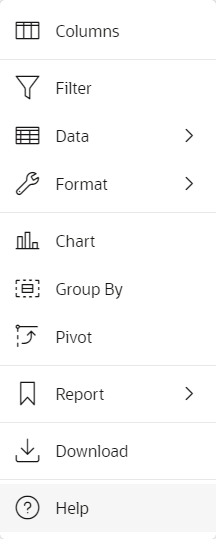 Columns
Filter
Data
Format
Chart
Group By
Pivot
Report
Download
Help